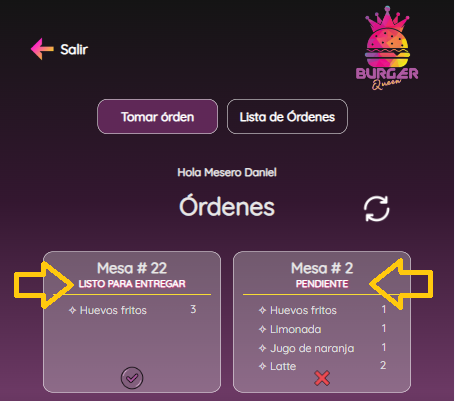 Salir
BURGER
Queen
Tomar órden
Lista de Órdenes
Hola Mesero Daniel
Órdenes
Mesa # 22
LISTO PARA ENTREGAR
Huevos fritos 3
Mesa # 2
PENDIENTE
Huevos fritos 1
Limonada 1
Jugo de naranja 1
Latte 2